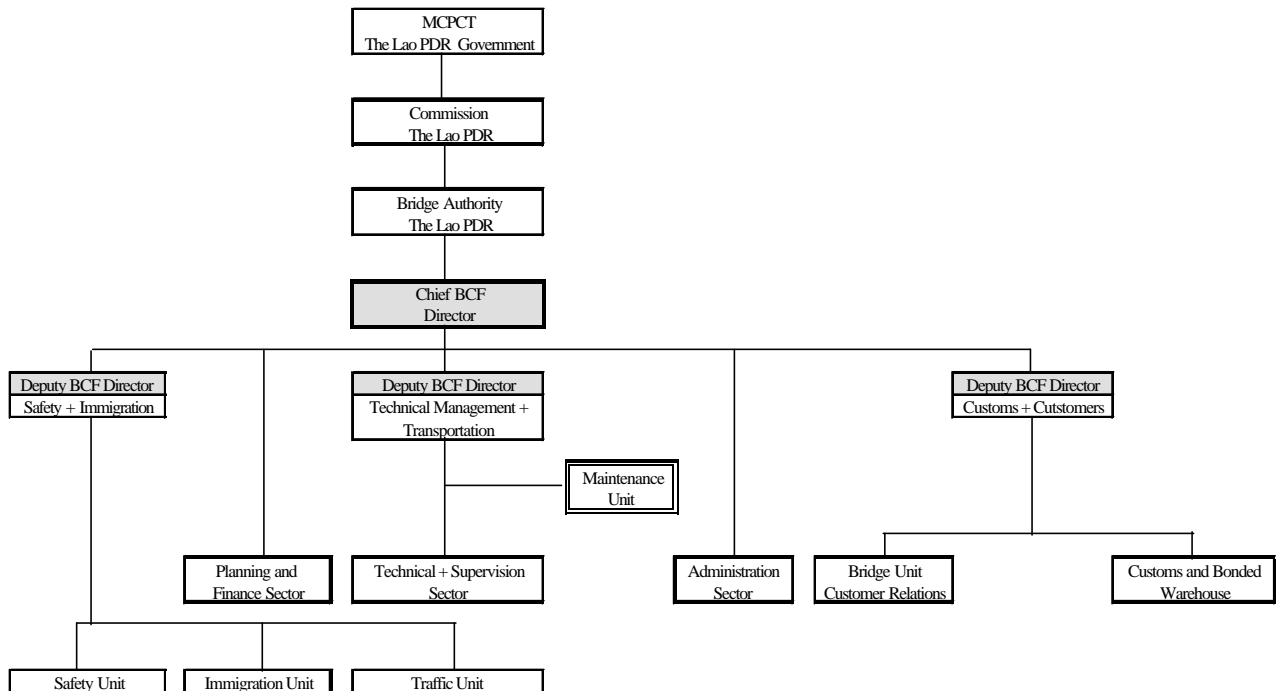 MCPCT
The Lao PDR Government
Commission
The Lao PDR
Bridge Authority
The Lao PDR
Chief BCF
Director
Deputy BCF Director
Safety + Immigration
Deputy BCF Director
Technical Management +
Transportation
Deputy BCF Director
Customs + Cutstomers
Maintenance
Unit
Planning and
Finance Sector
Technical + Supervision
Sector
Administration
Sector
Bridge Unit
Customer Relations
Customs and Bonded
Warehouse
Safety Unit
Immigration Unit
Traffic Unit